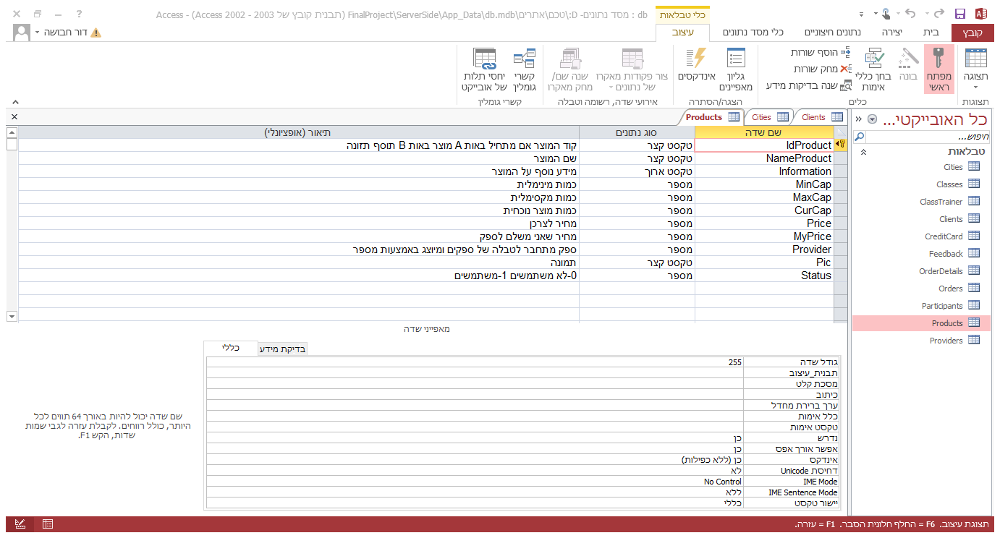 db : מסד נתונים- D:\טכם\אתרים\FinalProject\ServerSide\App_Data\db.mdb (תבנית קובץ של Access 2002 - 2003) - Access
כלי טבלאות
?
קובץ
בית
יצירה
נתונים חיצוניים
כלי מסד נתונים
עיצוב
דור חבושה
תצוגה
מפתח ראשי
בונה
בחן כללי אימות
הוסף שורות
מחק שורות
שנה בדיקות מידע
גליון מאפיינים
אינדקסים
צור פקודות מאקרו של נתונים
שנה שם/ מחק מאקרו
קשרי גומלין
יחסי תלות של אובייקט
תצוגות
כלים
הצגה/הסתרה
אירועי שדה, רשומה וטבלה
קשרי גומלין
כל האובייקטי...
חיפוש...
טבלאות
Cities
Classes
ClassTrainer
Clients
CreditCard
Feedback
OrderDetails
Orders
Participants
Products
Providers
Clients
Cities
Products
שם שדה סוג נתונים תיאור (אופציונלי)
IdProduct טקסט קצר קוד המוצר אם מתחיל באות A מוצר באות B תוסף תזונה
NameProduct טקסט קצר שם המוצר
Information טקסט ארוך מידע נוסף על המוצר
MinCap מספר כמות מינימלית
MaxCap מספר כמות מקסימלית
CurCap מספר כמות מוצר נוכחית
Price מספר מחיר לצרכן
MyPrice מספר מחיר שאני משלם לספק
Provider מספר ספק מתחבר לטבלה של ספקים ומיוצג באמצעות מספר
Pic טקסט קצר תמונה
Status מספר 0-לא משתמשים 1-משתמשים
מאפייני שדה
כללי
בדיקת מידע
גודל שדה 255
תבנית_עיצוב
מסכת קלט
כיתוב
ערך ברירת מחדל
כלל אימות
טקסט אימות
נדרש כן
אפשר אורך אפס כן
אינדקס כן (ללא כפילות)
דחיסת Unicode לא
IME Mode No Control
IME Sentence Mode ללא
יישור טקסט כללי
שם שדה יכול להיות באורך 64 תווים לכל
היותר, כולל רווחים. לקבלת עזרה לגבי שמות
שדות, הקש F1.
תצוגת עיצוב. F6 = החלף חלונית הסבר. F1 = עזרה.